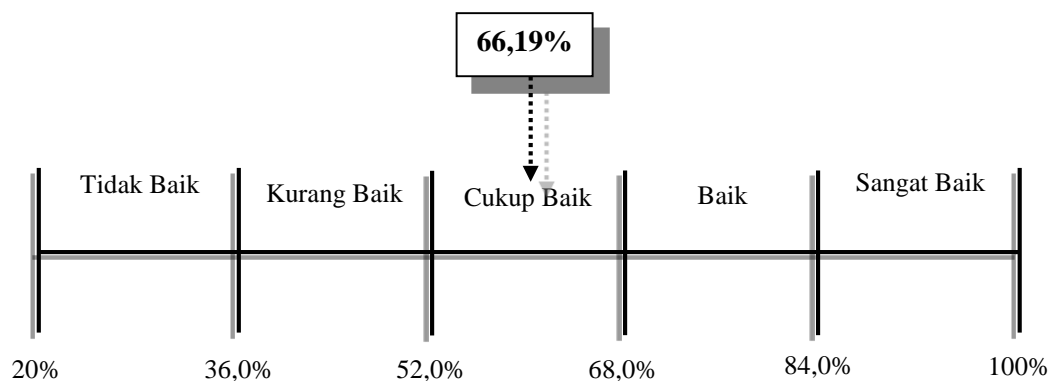 66,19%
Tidak Baik
Kurang Baik
Cukup Baik
Baik
Sangat Baik
20%
36,0%
52,0%
68,0%
84,0%
100%